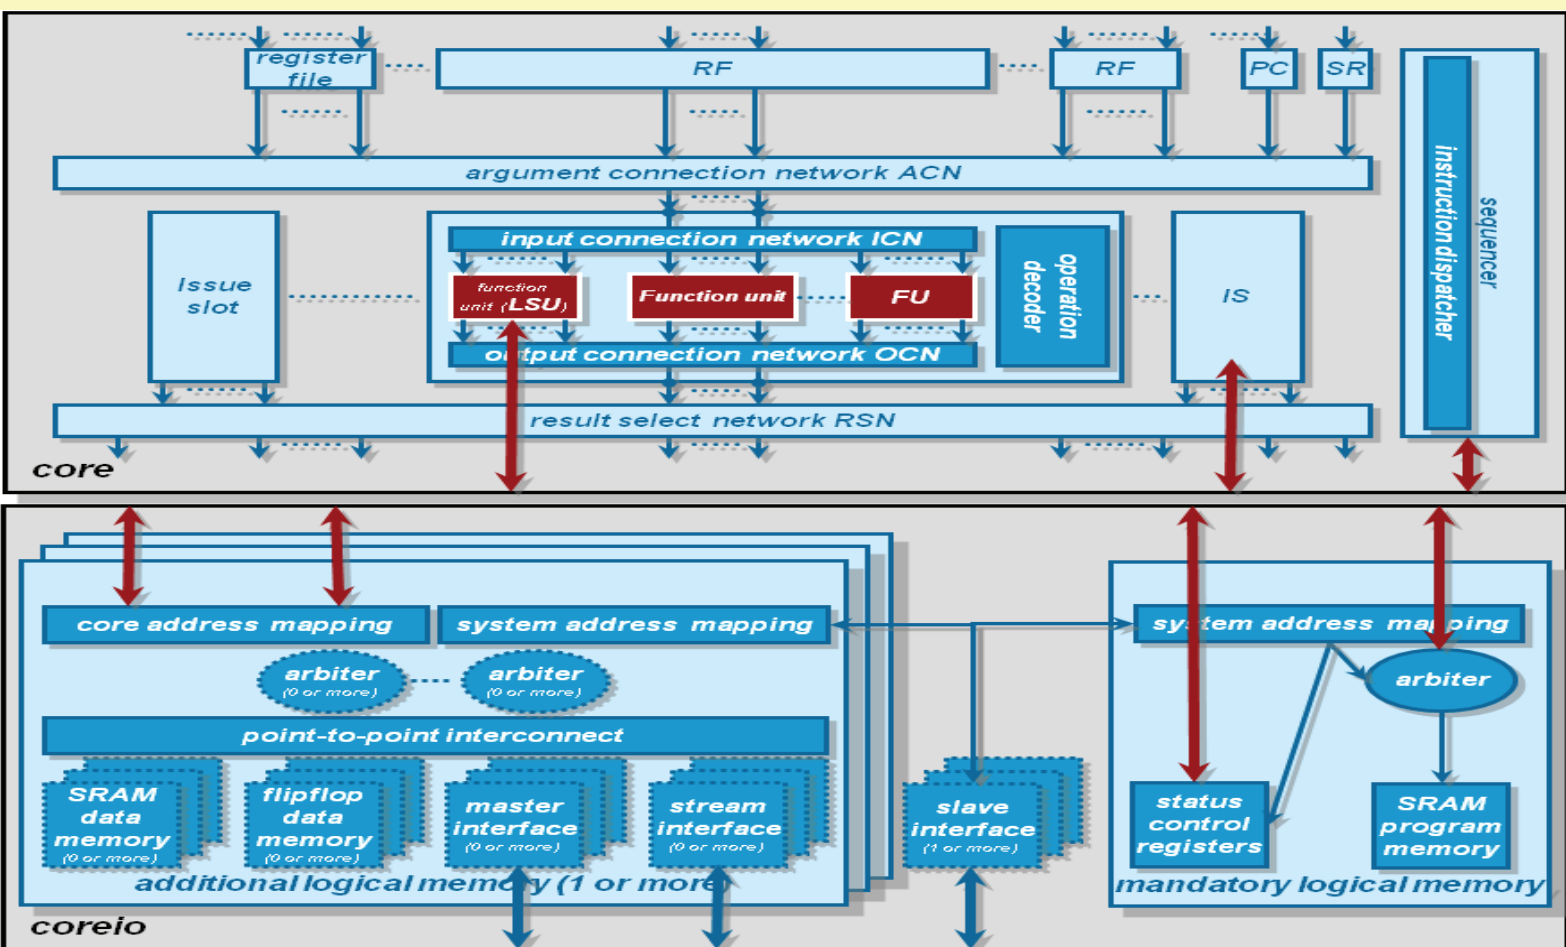 register
file
RF
RF
PC
SR
argument connection network ACN
Issue
slot
input connection network ICN
function
unit (LSU)
Function unit
FU
output connection network OCN
operation
decoder
IS
instruction dispatcher
sequencer
result select network RSN
core
core address mapping
system address mapping
arbiter
(0 or more)
arbiter
(0 or more)
point-to-point interconnect
SRAM
data
memory
(0 or more)
flipflop
data
memory
(0 or more)
master
interface
(0 or more)
stream
interface
(0 or more)
additional logical memory (1 or more)
slave
interface
(1 or more)
system address mapping
arbiter
status
control
registers
SRAM
program
memory
mandatory logical memory
coreio